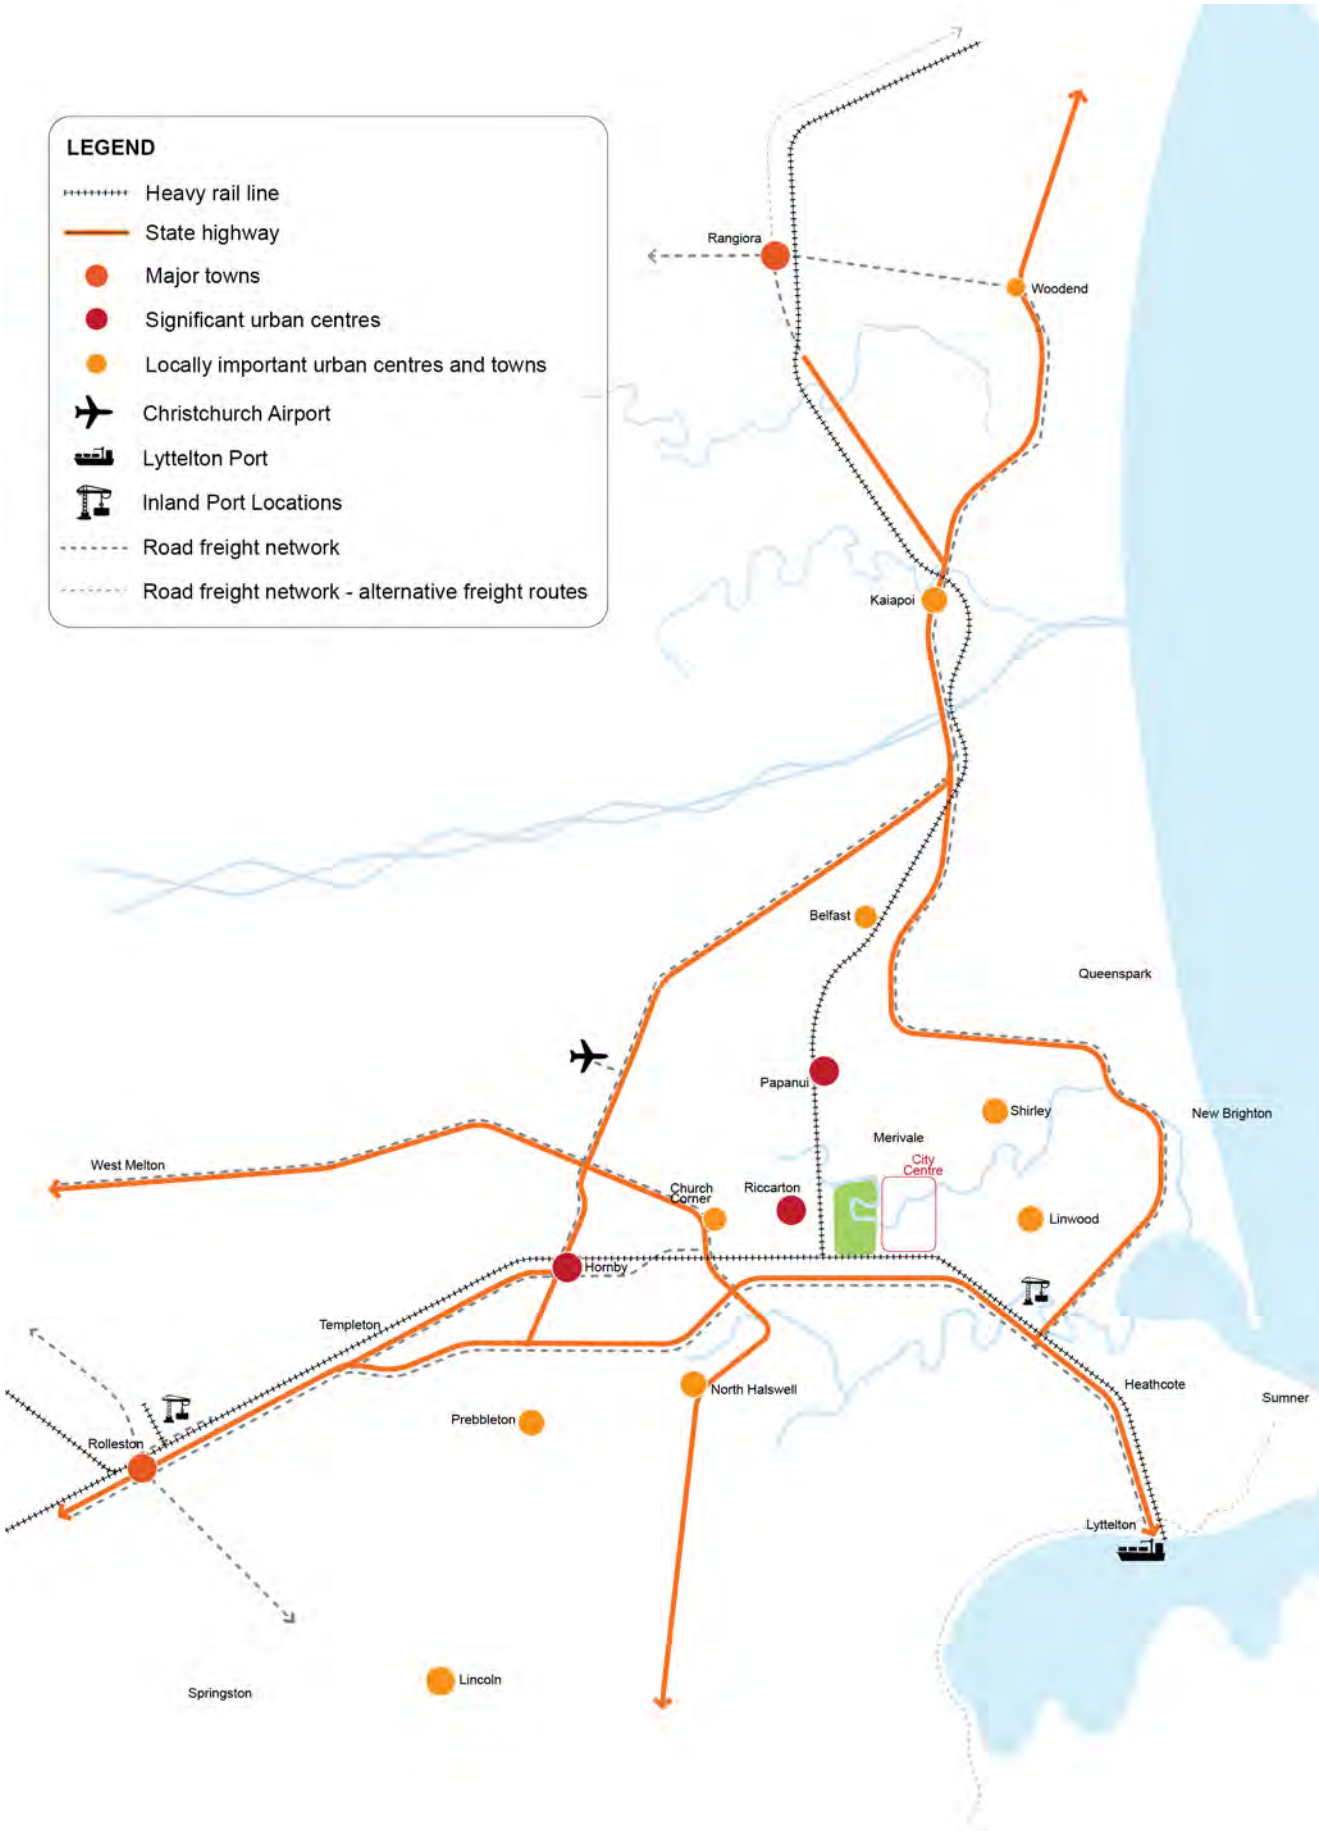 LEGEND
Heavy rail line
State highway
Major towns
Significant urban centres
Locally important urban centres and towns
Christchurch Airport
Lyttelton Port
Inland Port Locations
Road freight network
Road freight network - alternative freight routes
Rangiora
Woodend
Kaiapoi
Belfast
Queenspark
Papanui
Shirley
New Brighton
Merivale
City
Centre
West Melton
Church
Corner
Riccarton
Linwood
Hornby
Templeton
North Halswell
Heathcote
Sumner
Prebbleton
Rolleston
Lyttelton
Lincoln
Springston